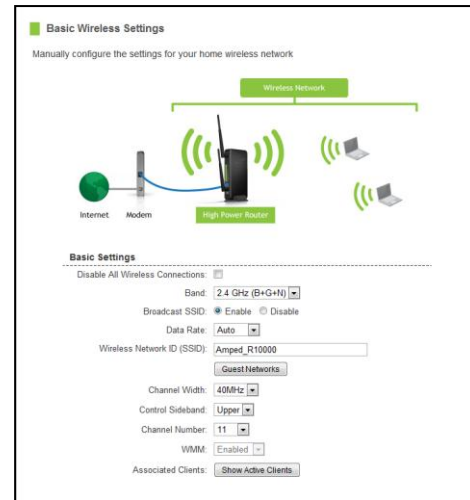 Basic Wireless Settings
Manually configure the settings for your home wireless network
Wireless Network
Internet
Modem
High Power Router
Basic Settings
Disable All Wireless Connections:
Band: 2.4 GHz (B+G+N)
Broadcast SSID: Enable Disable
Data Rate: Auto
Wireless Network ID (SSID): Amped_R10000
Guest Networks
Channel Width: 40MHz
Control Sideband: Upper
Channel Number: 11
WMM: Enabled
Associated Clients: Show Active Clients